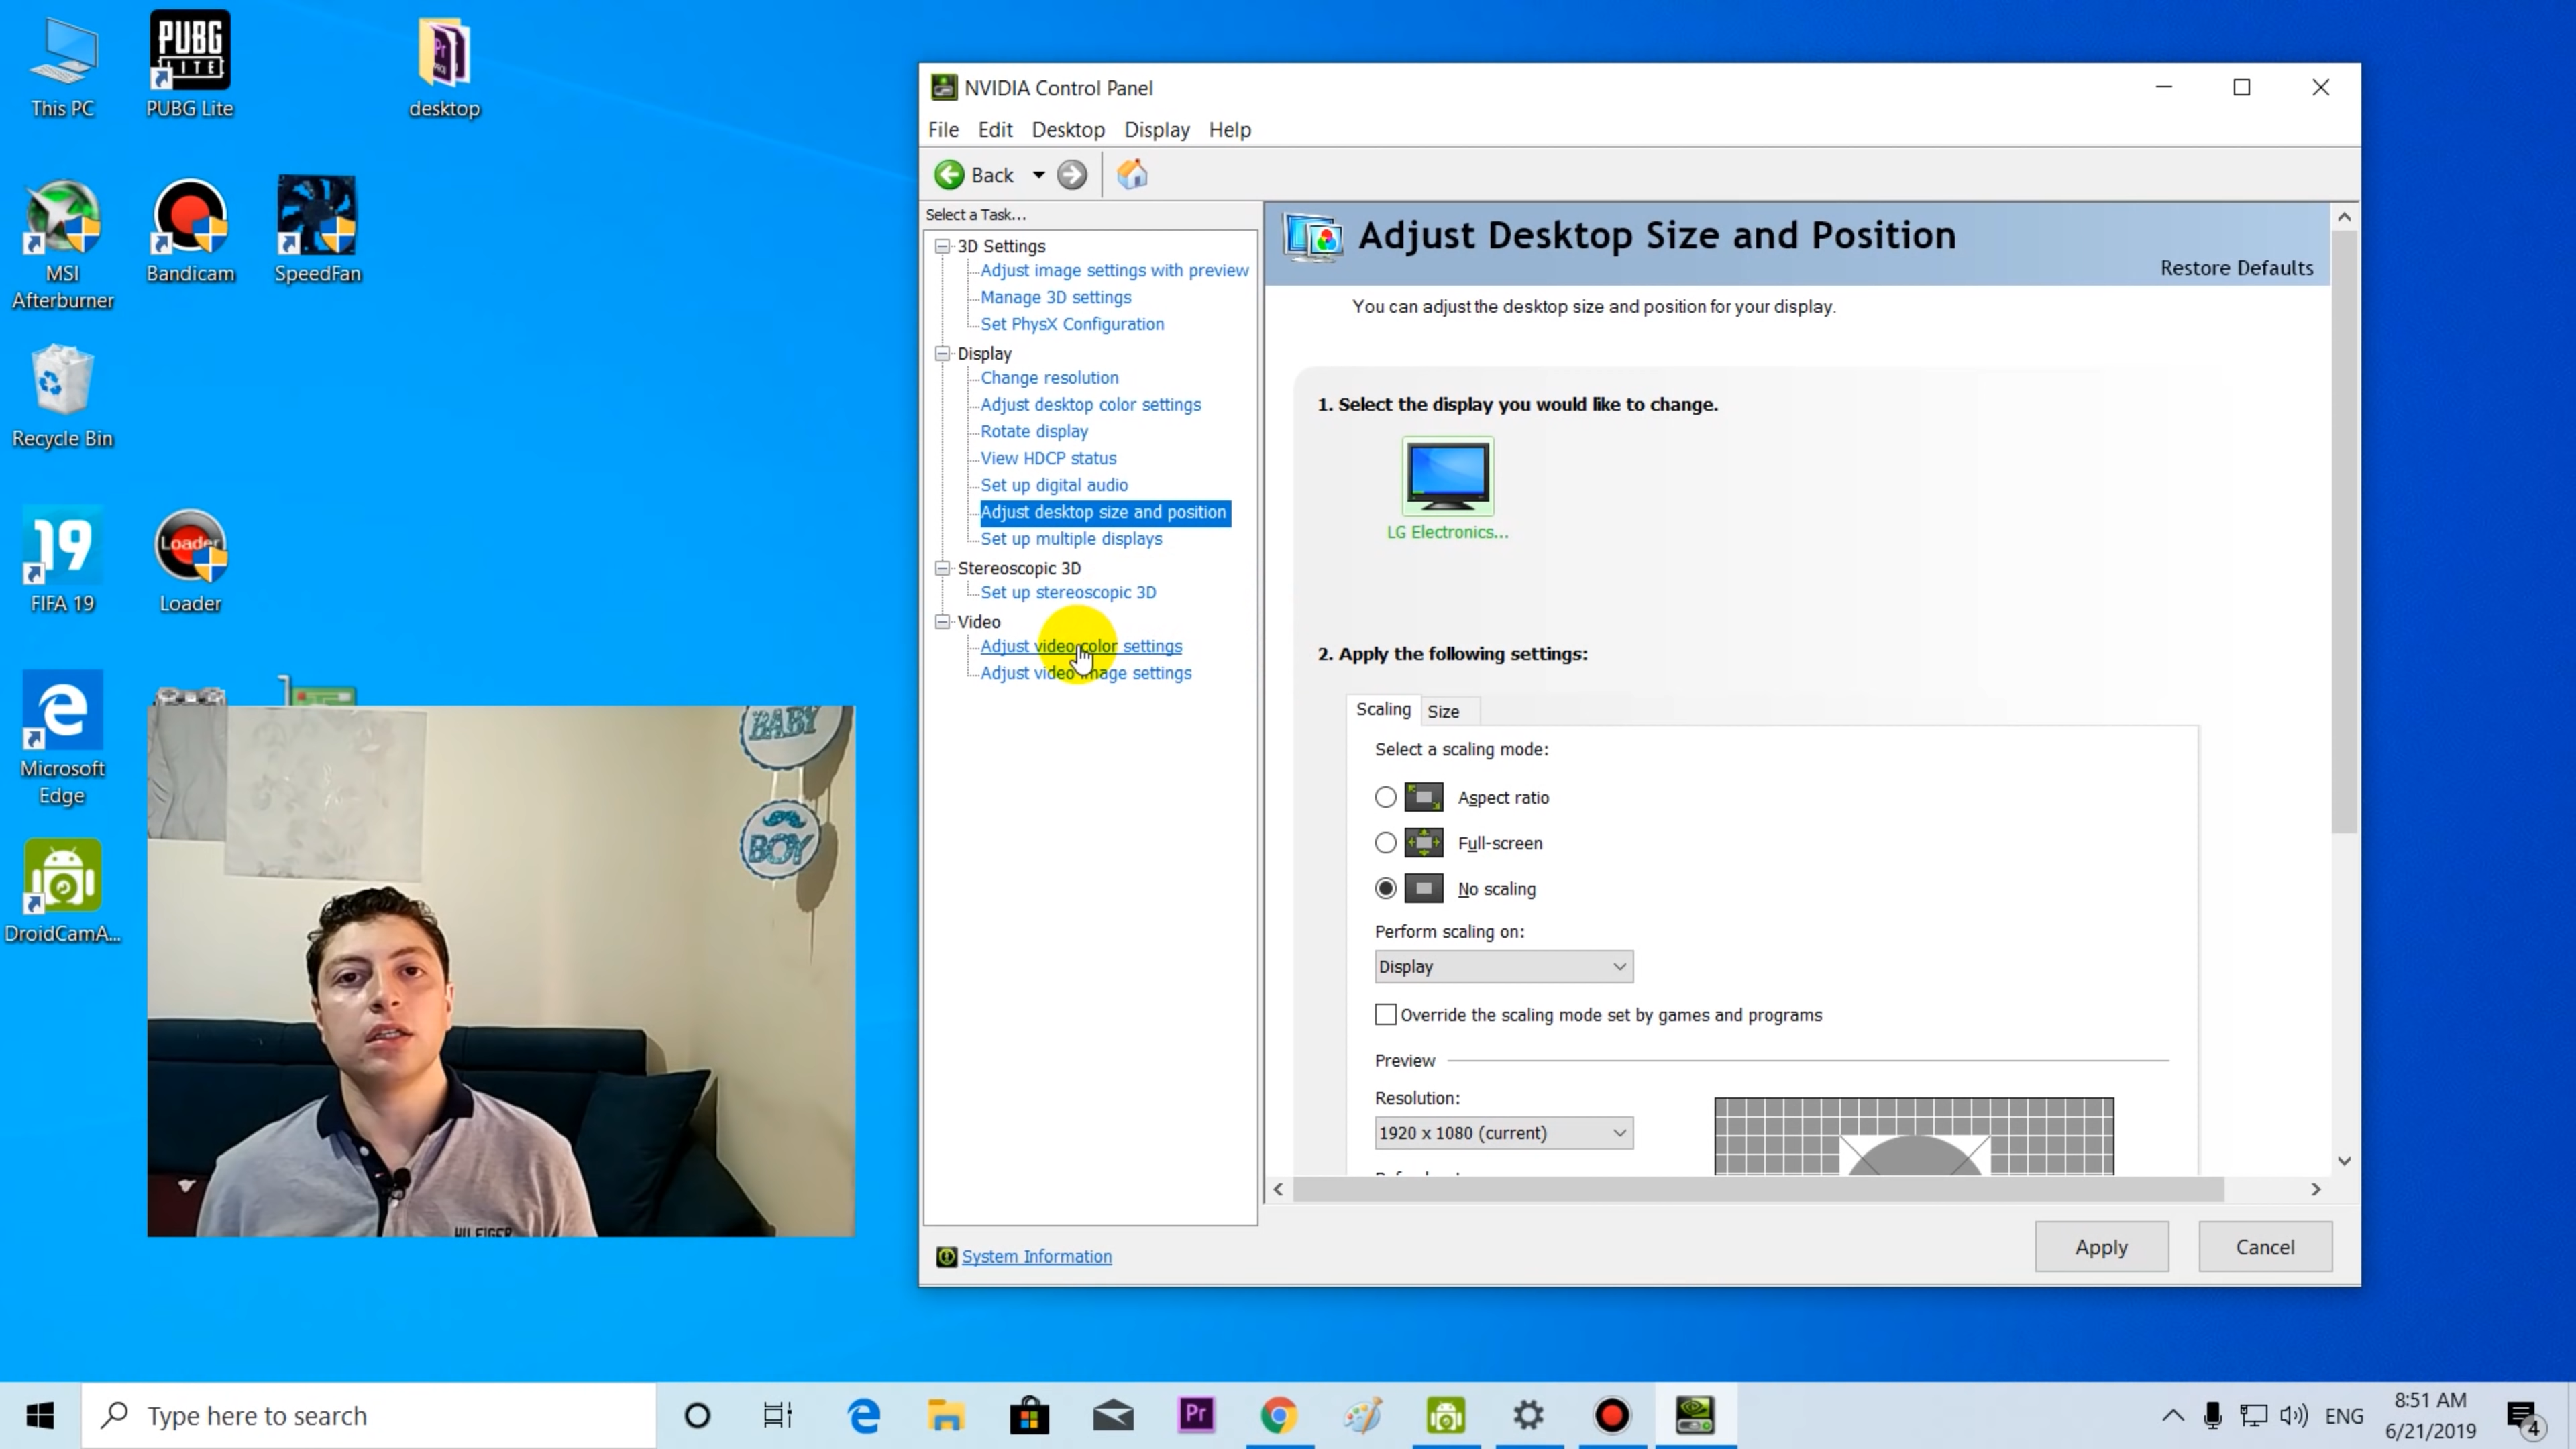 This PC
PUBG
LITE
PUBG Lite
Pr
desktop
MSI
Afterburner
Bandicam
SpeedFan
Recycle Bin
19
FIFA 19
Loader
Loader
Microsoft
Edge
DroidCamA...
BABY
BOY
HILFIGER
NVIDIA Control Panel
File Edit Desktop Display Help
Back
Select a Task...
3D Settings
Adjust image settings with preview
Manage 3D settings
Set PhysX Configuration
Display
Change resolution
Adjust desktop color settings
Rotate display
View HDCP status
Set up digital audio
Adjust desktop size and position
Set up multiple displays
Stereoscopic 3D
Set up stereoscopic 3D
Video
Adjust video color settings
Adjust video image settings
System Information
Adjust Desktop Size and Position
Restore Defaults
You can adjust the desktop size and position for your display.
1. Select the display you would like to change.
LG Electronics...
2. Apply the following settings:
Scaling Size
Select a scaling mode:
Aspect ratio
Full-screen
No scaling
Perform scaling on:
Display
Override the scaling mode set by games and programs
Preview
Resolution:
1920 x 1080 (current)
Apply Cancel
Type here to search
Pr
ENG
8:51 AM
6/21/2019
4